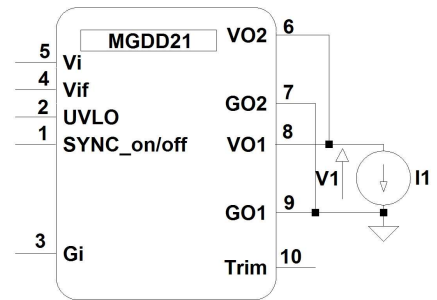 MGDD21
VO2 6
5 Vi
4 Vif
GO2 7
2 UVLO
1 SYNC_on/off
VO1 8
V1
I1
GO1 9
3 Gi
Trim 10